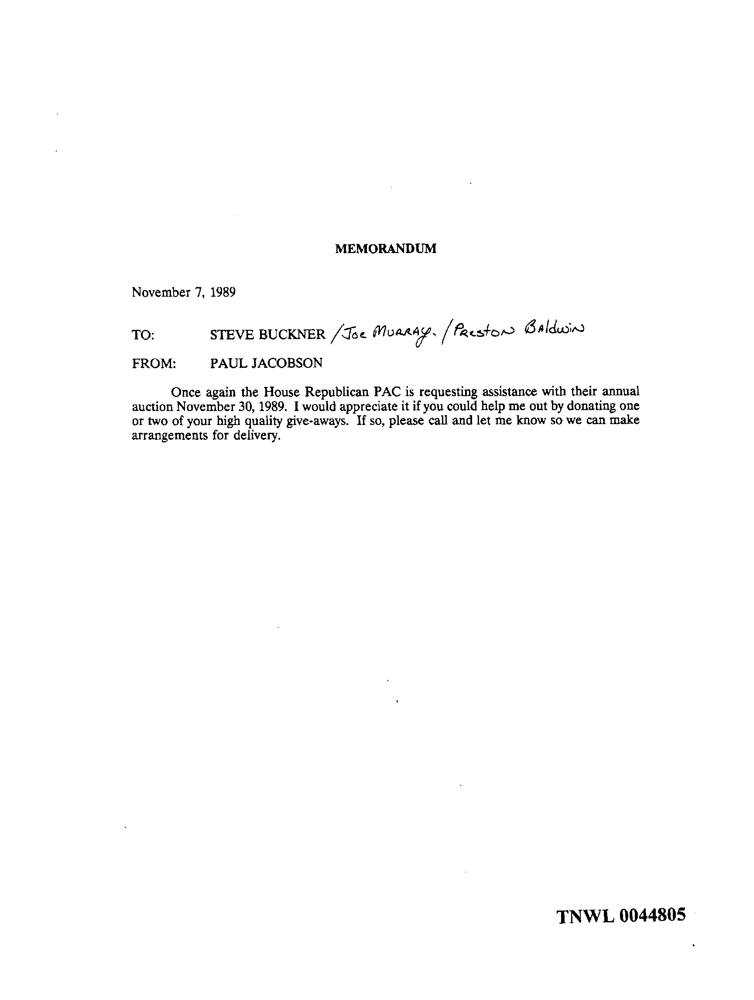 MEMORANDUM
November 7, 1989
TO: STEVE BUCKNER /Joe Murray. /Preston Baldwin
FROM: PAUL JACOBSON
Once again the House Republican PAC is requesting assistance with their annual
auction November 30, 1989. I would appreciate it if you could help me out by donating one
or two of your high quality give-aways. If so, please call and let me know so we can make
arrangements for delivery.
TNWL 0044805